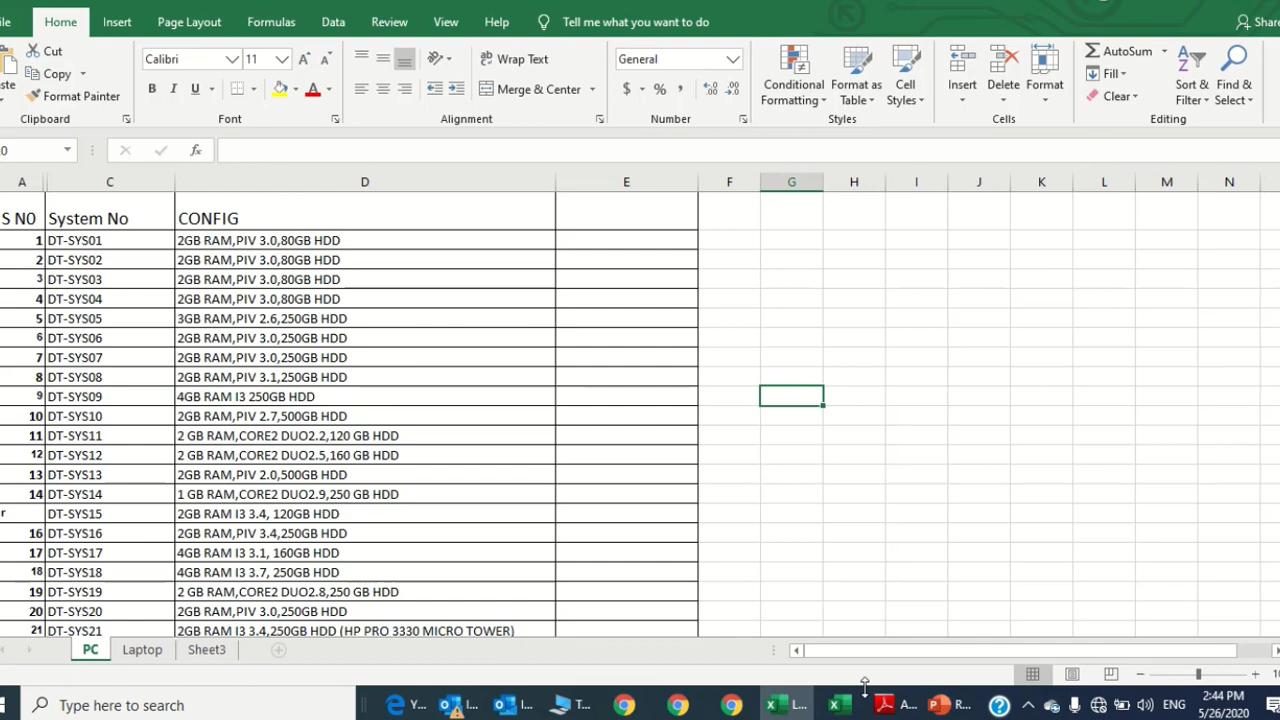 ile Home Insert Page Layout Formulas Data Review View Help Tell me what you want to do Share
Cut
Copy
Format Painter
Clipboard
Calibri 11
B I U
Font
Wrap Text
Merge & Center
Alignment
General
$ % ,
Number
Conditional Formatting
Format as Table
Cell Styles
Styles
Insert Delete Format
Cells
AutoSum
Fill
Clear
Sort & Filter
Find & Select
Editing
fx
A C D E F G H I J K L M N
S N0 System No CONFIG
1 DT-SYS01 2GB RAM,PIV 3.0,80GB HDD
2 DT-SYS02 2GB RAM,PIV 3.0,80GB HDD
3 DT-SYS03 2GB RAM,PIV 3.0,80GB HDD
4 DT-SYS04 2GB RAM,PIV 3.0,80GB HDD
5 DT-SYS05 3GB RAM,PIV 2.6,250GB HDD
6 DT-SYS06 2GB RAM,PIV 3.0,250GB HDD
7 DT-SYS07 2GB RAM,PIV 3.0,250GB HDD
8 DT-SYS08 2GB RAM,PIV 3.1,250GB HDD
9 DT-SYS09 4GB RAM I3 250GB HDD
10 DT-SYS10 2GB RAM,PIV 2.7,500GB HDD
11 DT-SYS11 2 GB RAM,CORE2 DUO2.2,120 GB HDD
12 DT-SYS12 2 GB RAM,CORE2 DUO2.5,160 GB HDD
13 DT-SYS13 2GB RAM,PIV 2.0,500GB HDD
14 DT-SYS14 1 GB RAM,CORE2 DUO2.9,250 GB HDD
r DT-SYS15 2GB RAM I3 3.4, 120GB HDD
16 DT-SYS16 2GB RAM,PIV 3.4,250GB HDD
17 DT-SYS17 4GB RAM I3 3.1, 160GB HDD
18 DT-SYS18 4GB RAM I3 3.7, 250GB HDD
19 DT-SYS19 2 GB RAM,CORE2 DUO2.8,250 GB HDD
20 DT-SYS20 2GB RAM,PIV 3.0,250GB HDD
21 DT-SYS21 2GB RAM I3 3.4,250GB HDD (HP PRO 3330 MICRO TOWER)
PC Laptop Sheet3
10
Type here to search Y... I... I... T... L... A... R... ENG 2:44 PM
5/26/2020